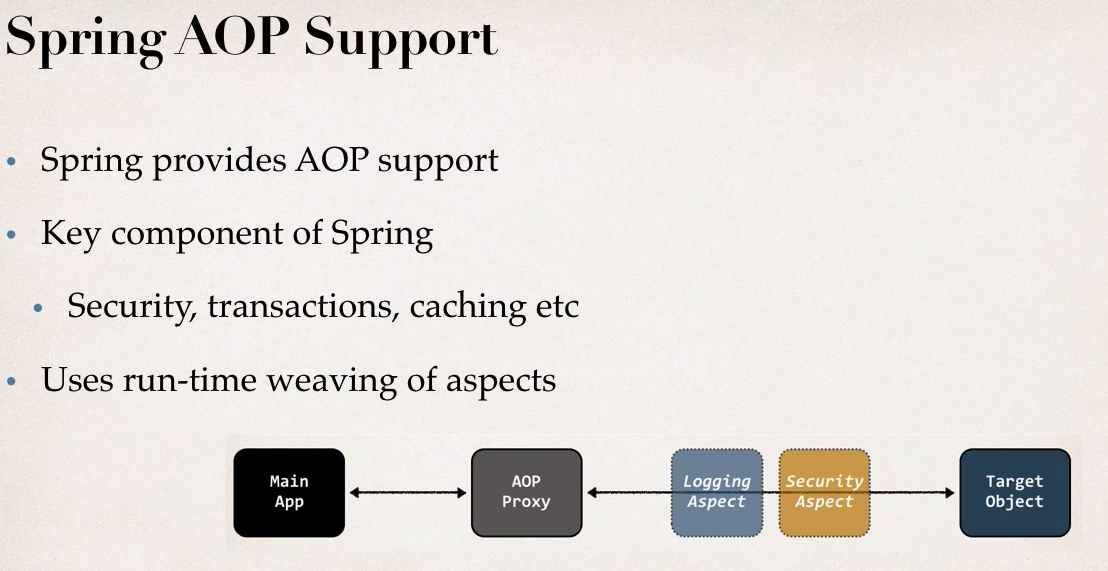 Spring AOP Support
Spring provides AOP support
Key component of Spring
Security, transactions, caching etc
Uses run-time weaving of aspects
Main
App
AOP
Proxy
Logging
Aspect
Security
Aspect
Target
Object